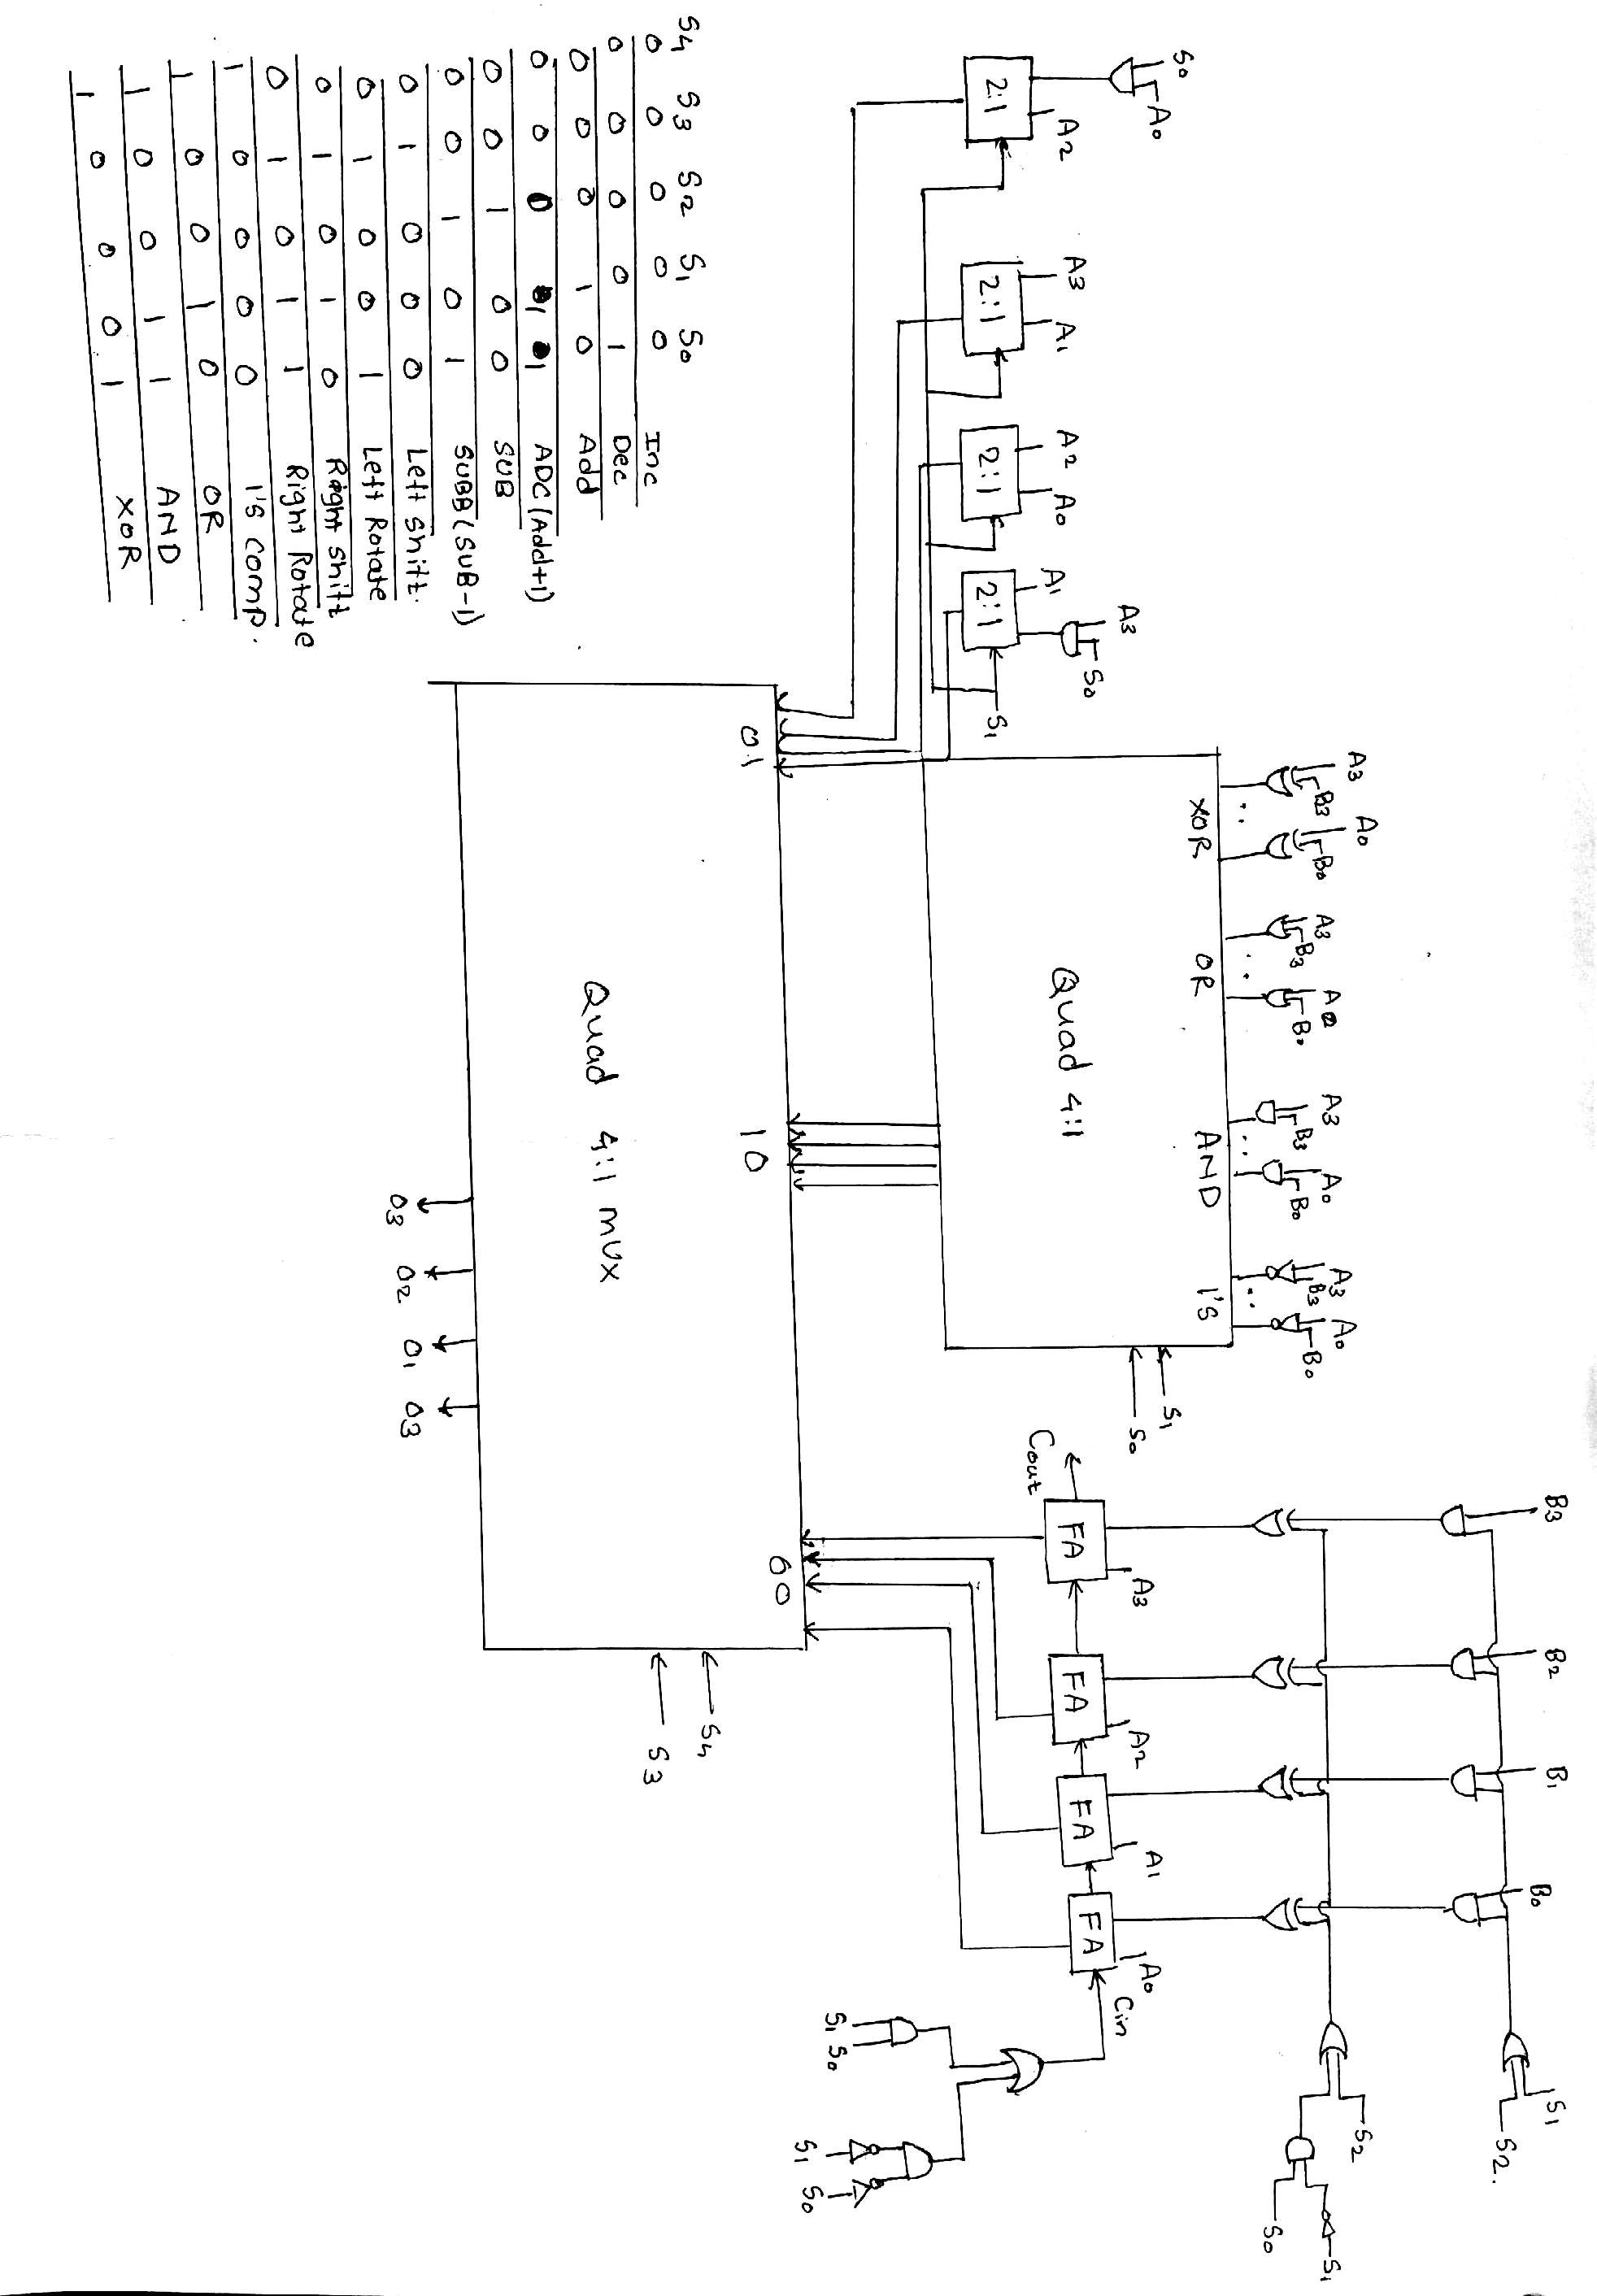 B3 B2 B1 B0 S1
S2.
S2
S0 S1
A3 A0 A3 A0 A3 A0 A3 A0
B3 B0 B3 B0 B3 B0 B3 B0
XOR OR AND 1'S
Quad 4:1
S1
S0
S0 A0 A2 A3 A1 A2 A0 A1 A3 S0
2:1 2:1 2:1 2:1
S1
A3 A2 A1 A0
FA FA FA FA
Cout Cin
S1 S0 S1 S0
01 10 00
Quad 4:1 MUX
S4
S3
O3 O2 O1 O3
S4 S3 S2 S1 S0
0 0 0 0 0 Inc
0 0 0 0 1 Dec
0 0 0 1 0 Add
0 0 0 1 1 ADC(Add+1)
0 0 1 0 0 SUB
0 0 1 0 1 SUBB(SUB-1)
0 1 0 0 0 Left shift.
0 1 0 0 1 Left Rotate
0 1 0 1 0 Right shift
0 1 0 1 1 Right Rotate
1 0 0 0 0 1's comp.
1 0 0 1 0 OR
1 0 0 1 1 AND
1 0 0 0 1 XOR